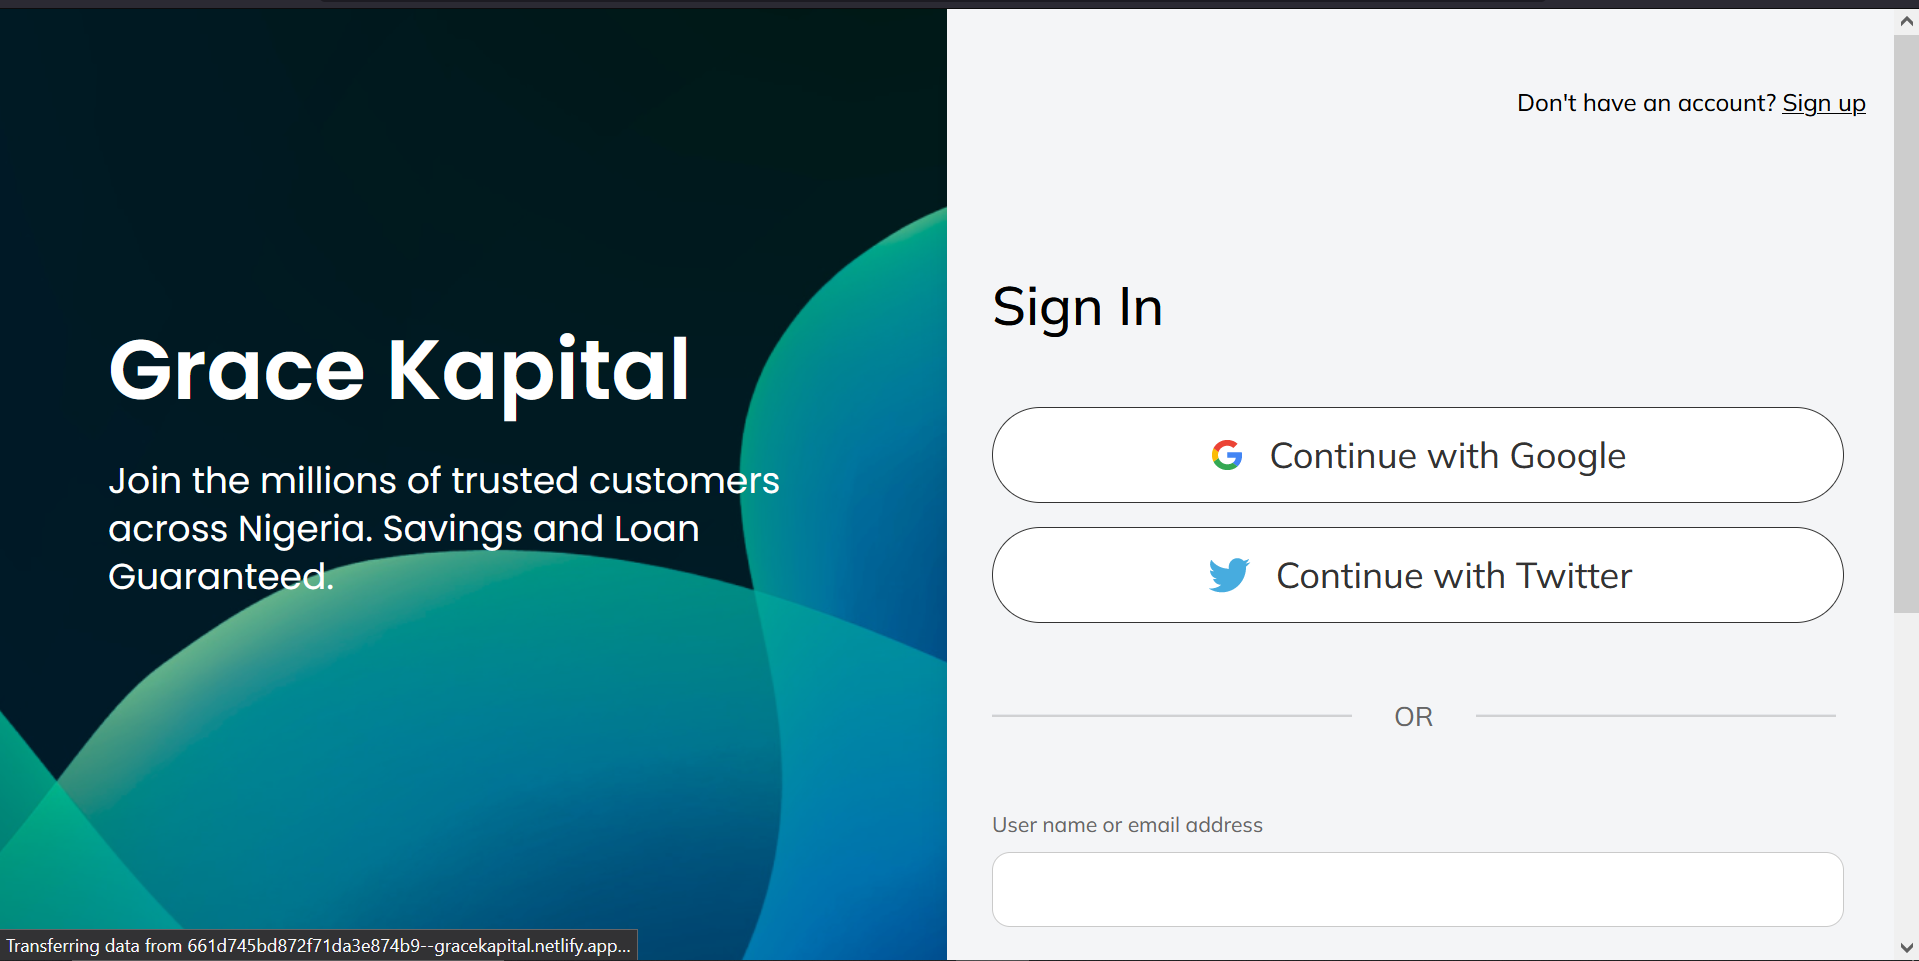 Don't have an account? Sign up
Grace Kapital
Join the millions of trusted customers
across Nigeria. Savings and Loan
Guaranteed.
Sign In
Continue with Google
Continue with Twitter
OR
User name or email address
Transferring data from 661d745bd872f71da3e874b9--gracekapital.netlify.app...